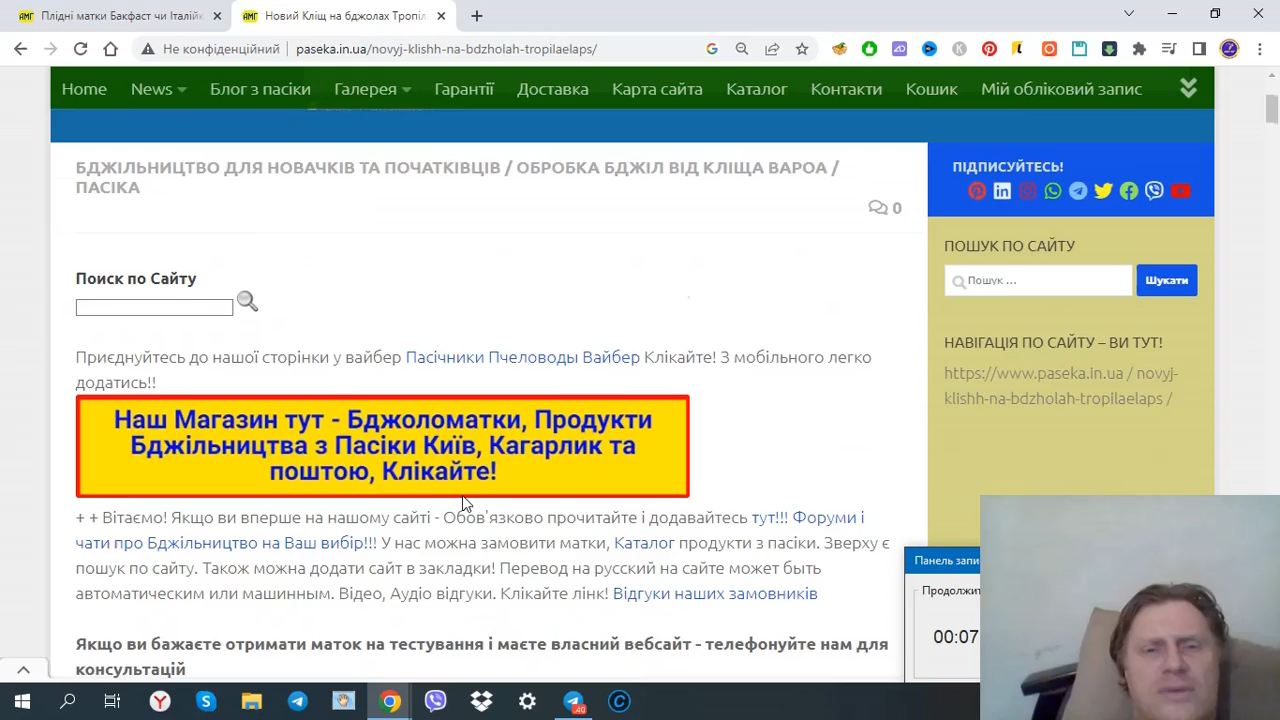 АМГ Плідні матки Бакфаст чи Італійк
АМГ Новий Кліщ на бджолах Тропіл
Не конфіденційний paseka.in.ua/novyj-klishh-na-bdzholah-tropilaelaps/
Home News Блог з пасіки Галерея Гарантії Доставка Карта сайта Каталог Контакти Кошик Мій обліковий запис
БДЖІЛЬНИЦТВО ДЛЯ НОВАЧКІВ ТА ПОЧАТКІВЦІВ / ОБРОБКА БДЖІЛ ВІД КЛІЩА ВАРОА /
ПАСІКА
0
Поиск по Сайту
Приєднуйтесь до нашої сторінки у вайбер Пасічники Пчеловоды Вайбер Клікайте! З мобільного легко
додатись!!
Наш Магазин тут - Бджоломатки, Продукти
Бджільництва з Пасіки Київ, Кагарлик та
поштою, Клікайте!
+ + Вітаємо! Якщо ви вперше на нашому сайті - Обов'язково прочитайте і додавайтесь тут!!! Форуми і
чати про Бджільництво на Ваш вибір!!! У нас можна замовити матки, Каталог продукти з пасіки. Зверху є
пошук по сайту. Також можна додати сайт в закладки! Перевод на русский на сайте может быть
автоматическим или машинным. Відео, Аудіо відгуки. Клікайте лінк! Відгуки наших замовників
Якщо ви бажаєте отримати маток на тестування і маєте власний вебсайт - телефонуйте нам для
консультацій
ПІДПИСУЙТЕСЬ!
ПОШУК ПО САЙТУ
Пошук … Шукати
НАВІГАЦІЯ ПО САЙТУ – ВИ ТУТ!
https://www.paseka.in.ua / novyj-
klishh-na-bdzholah-tropilaelaps /
Панель запи
Продолжит
00:07
40